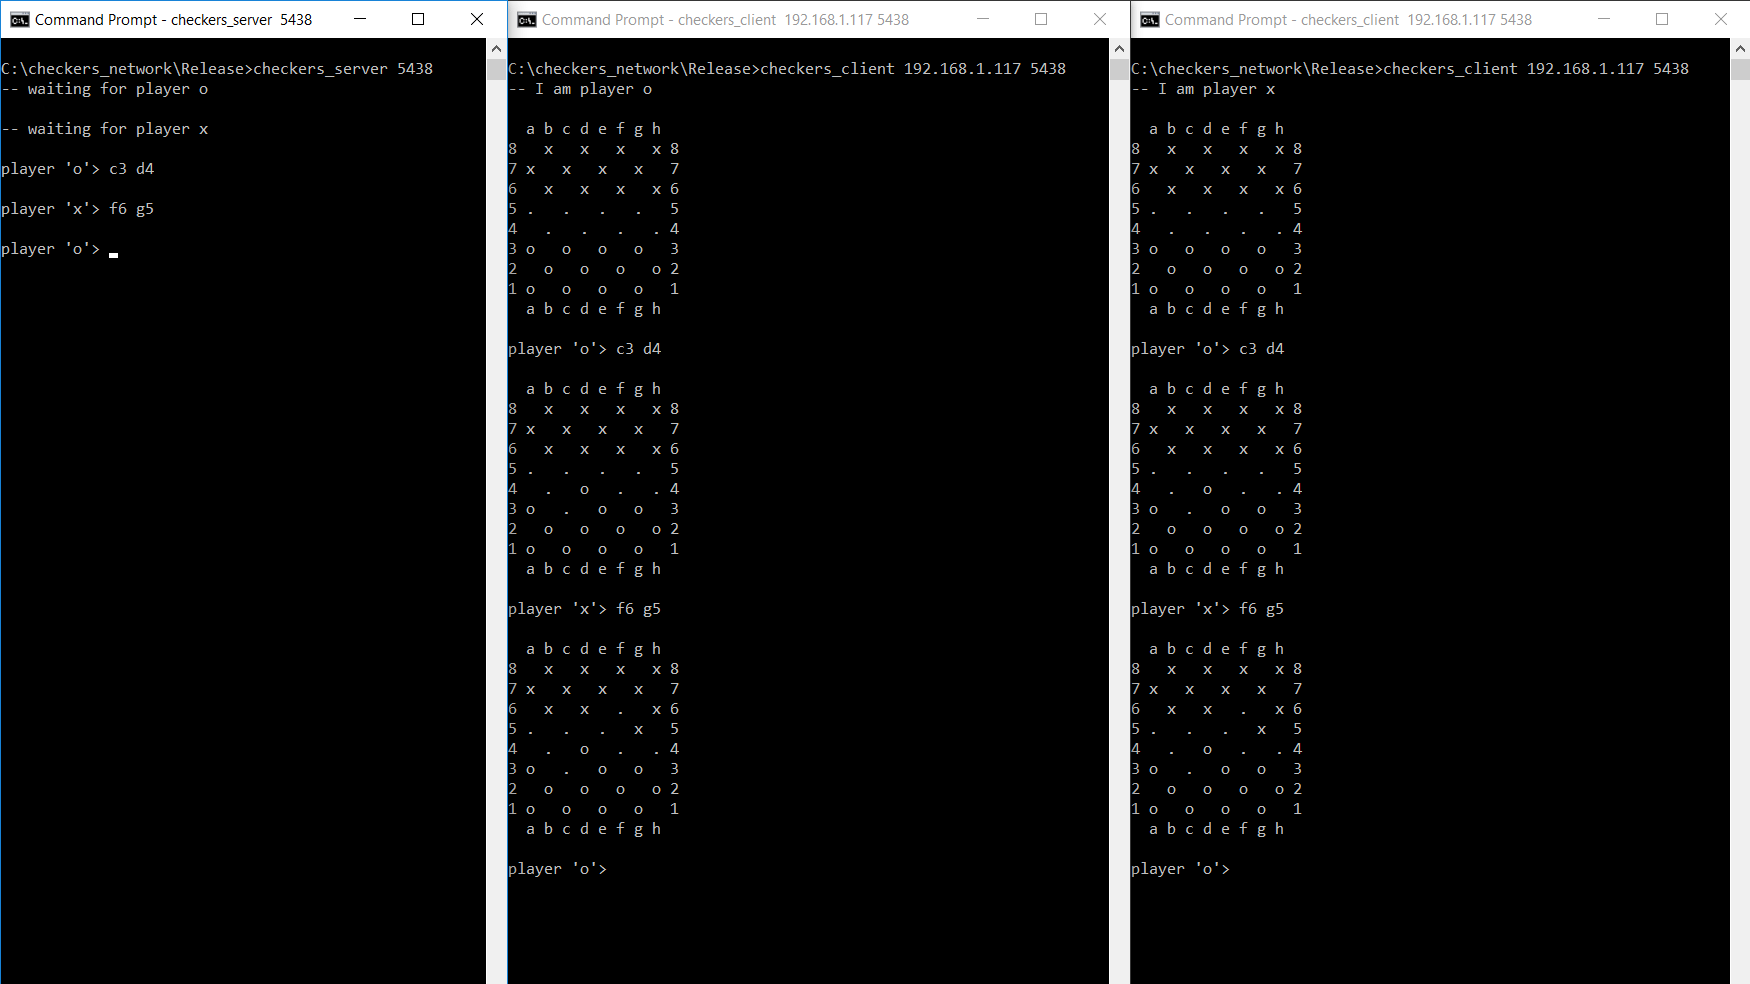 Command Prompt - checkers_server  5438
C:\checkers_network\Release>checkers_server 5438
-- waiting for player o
-- waiting for player x
player 'o'> c3 d4
player 'x'> f6 g5
player 'o'>
Command Prompt - checkers_client  192.168.1.117 5438
C:\checkers_network\Release>checkers_client 192.168.1.117 5438
-- I am player o
  a b c d e f g h
8   x   x   x   x 8
7 x   x   x   x   7
6   x   x   x   x 6
5 .   .   .   .   5
4   .   .   .   . 4
3 o   o   o   o   3
2   o   o   o   o 2
1 o   o   o   o   1
  a b c d e f g h
player 'o'> c3 d4
  a b c d e f g h
8   x   x   x   x 8
7 x   x   x   x   7
6   x   x   x   x 6
5 .   .   .   .   5
4   .   o   .   . 4
3 o   .   o   o   3
2   o   o   o   o 2
1 o   o   o   o   1
  a b c d e f g h
player 'x'> f6 g5
  a b c d e f g h
8   x   x   x   x 8
7 x   x   x   x   7
6   x   x   .   x 6
5 .   .   .   x   5
4   .   o   .   . 4
3 o   .   o   o   3
2   o   o   o   o 2
1 o   o   o   o   1
  a b c d e f g h
player 'o'>
Command Prompt - checkers_client  192.168.1.117 5438
C:\checkers_network\Release>checkers_client 192.168.1.117 5438
-- I am player x
  a b c d e f g h
8   x   x   x   x 8
7 x   x   x   x   7
6   x   x   x   x 6
5 .   .   .   .   5
4   .   .   .   . 4
3 o   o   o   o   3
2   o   o   o   o 2
1 o   o   o   o   1
  a b c d e f g h
player 'o'> c3 d4
  a b c d e f g h
8   x   x   x   x 8
7 x   x   x   x   7
6   x   x   x   x 6
5 .   .   .   .   5
4   .   o   .   . 4
3 o   .   o   o   3
2   o   o   o   o 2
1 o   o   o   o   1
  a b c d e f g h
player 'x'> f6 g5
  a b c d e f g h
8   x   x   x   x 8
7 x   x   x   x   7
6   x   x   .   x 6
5 .   .   .   x   5
4   .   o   .   . 4
3 o   .   o   o   3
2   o   o   o   o 2
1 o   o   o   o   1
  a b c d e f g h
player 'o'>